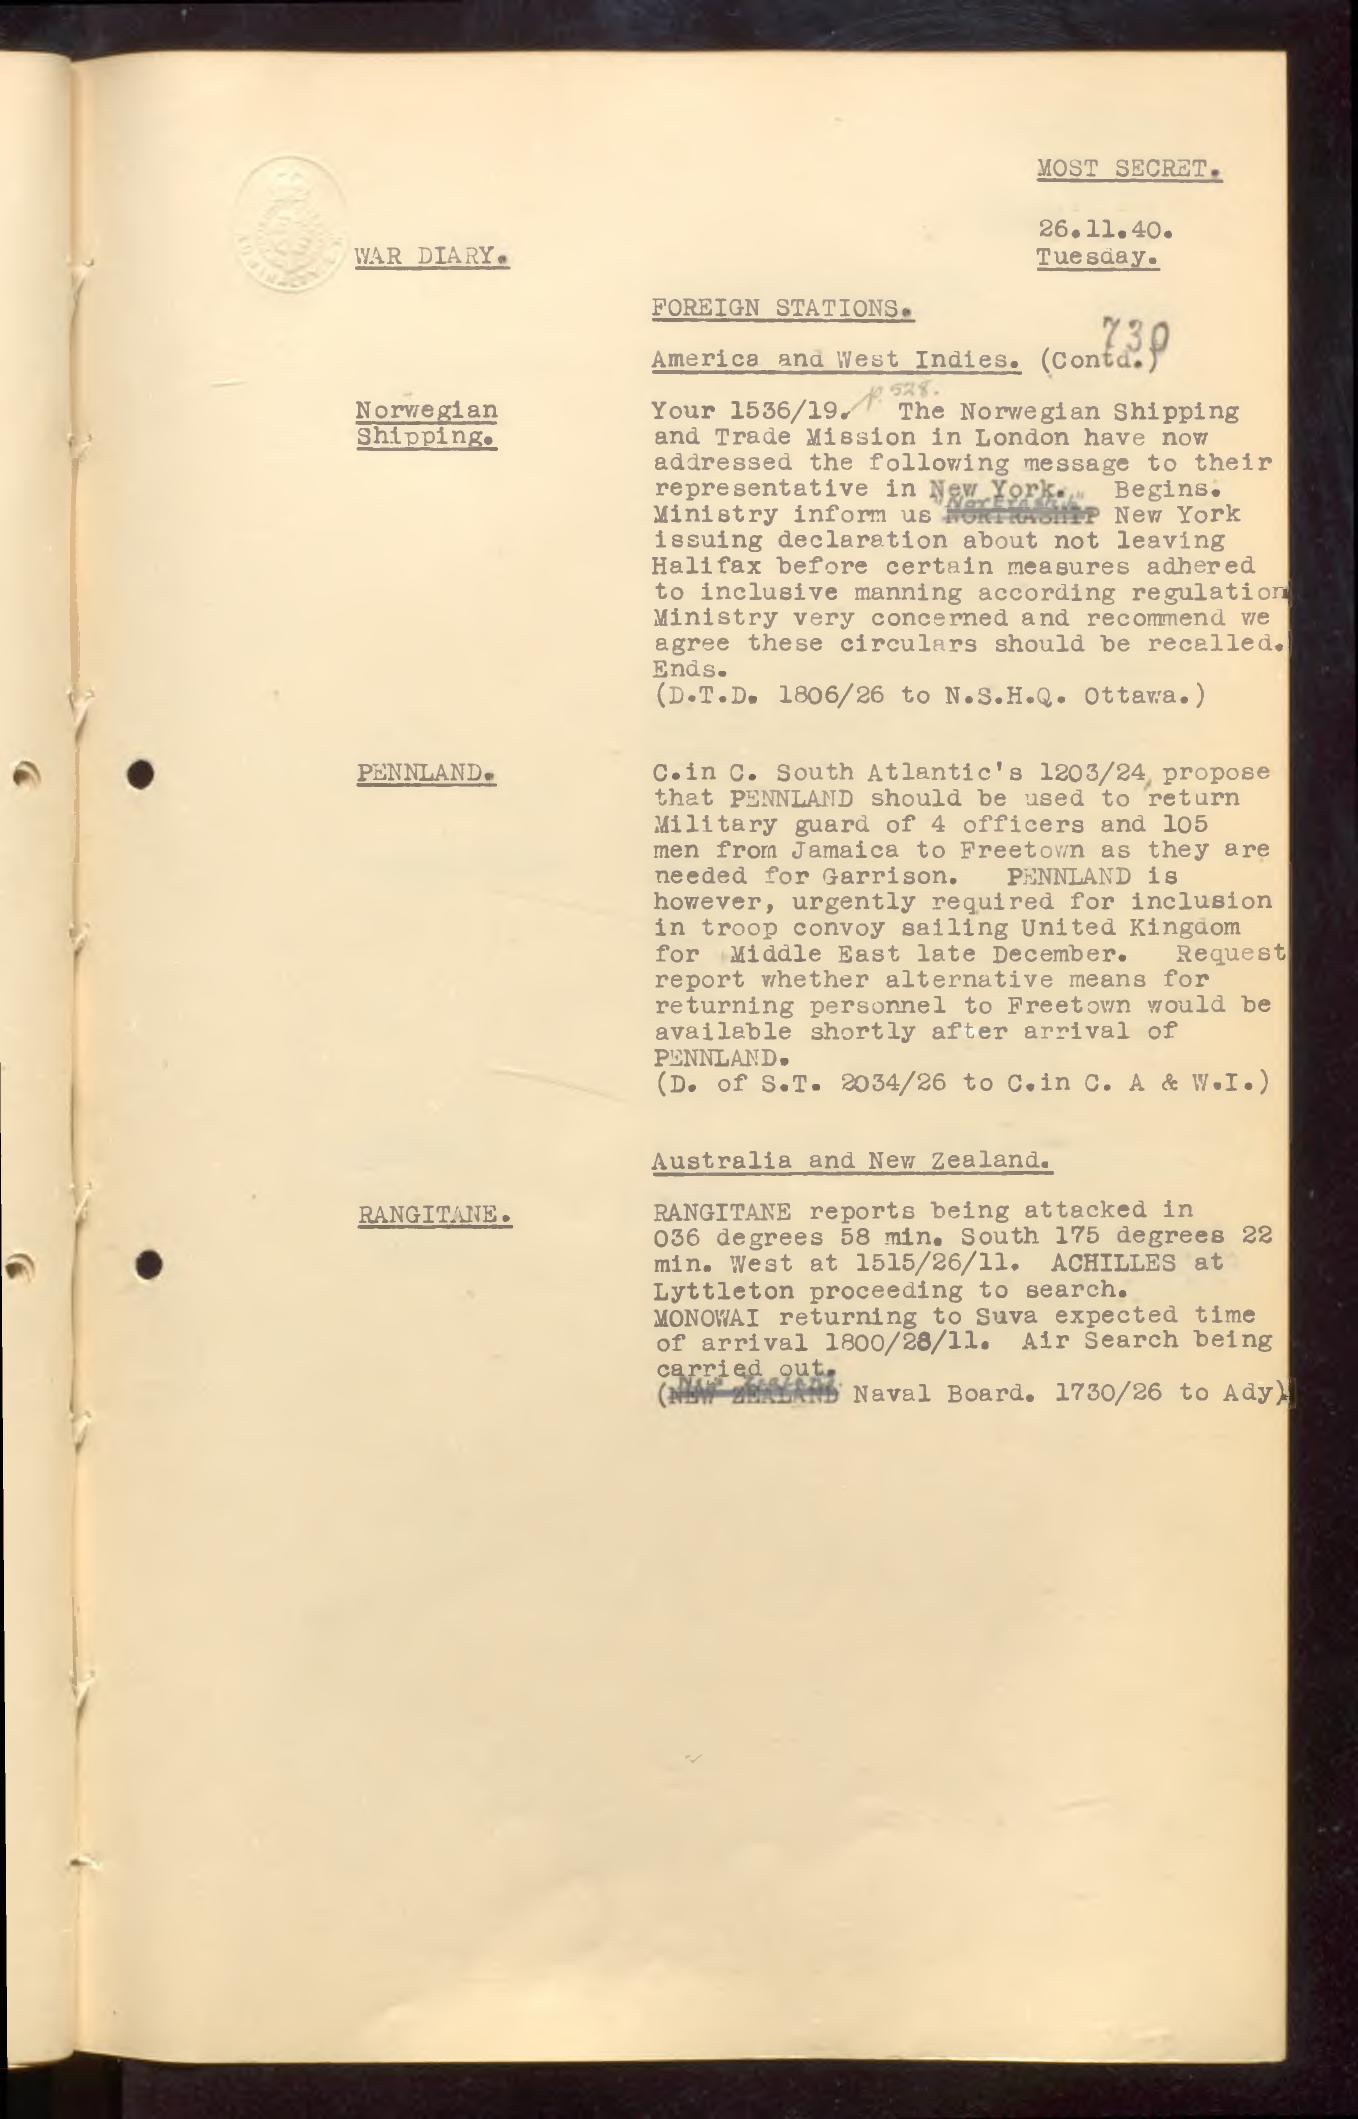 MOST SECRET.
26.11.40.
Tuesday.
WAR DIARY.
FOREIGN STATIONS.
730
America and West Indies. (Contd.)
p. 528.
Norwegian
Shipping.
Your 1536/19. The Norwegian Shipping
and Trade Mission in London have now
addressed the following message to their
representative in New York. Begins.
"Nortraship"
Ministry inform us NORTRASHIP New York
issuing declaration about not leaving
Halifax before certain measures adhered
to inclusive manning according regulation
Ministry very concerned and recommend we
agree these circulars should be recalled.
Ends.
(D.T.D. 1806/26 to N.S.H.Q. Ottawa.)
PENNLAND.
C.in C. South Atlantic's 1203/24, propose
that PENNLAND should be used to return
Military guard of 4 officers and 105
men from Jamaica to Freetown as they are
needed for Garrison. PENNLAND is
however, urgently required for inclusion
in troop convoy sailing United Kingdom
for Middle East late December. Request
report whether alternative means for
returning personnel to Freetown would be
available shortly after arrival of
PENNLAND.
(D. of S.T. 2034/26 to C.in C. A & W.I.)
Australia and New Zealand.
RANGITANE.
RANGITANE reports being attacked in
036 degrees 58 min. South 175 degrees 22
min. West at 1515/26/11. ACHILLES at
Lyttleton proceeding to search.
MONOWAI returning to Suva expected time
of arrival 1800/28/11. Air Search being
carried out.
New Zealand
(NEW ZEALAND Naval Board. 1730/26 to Ady)